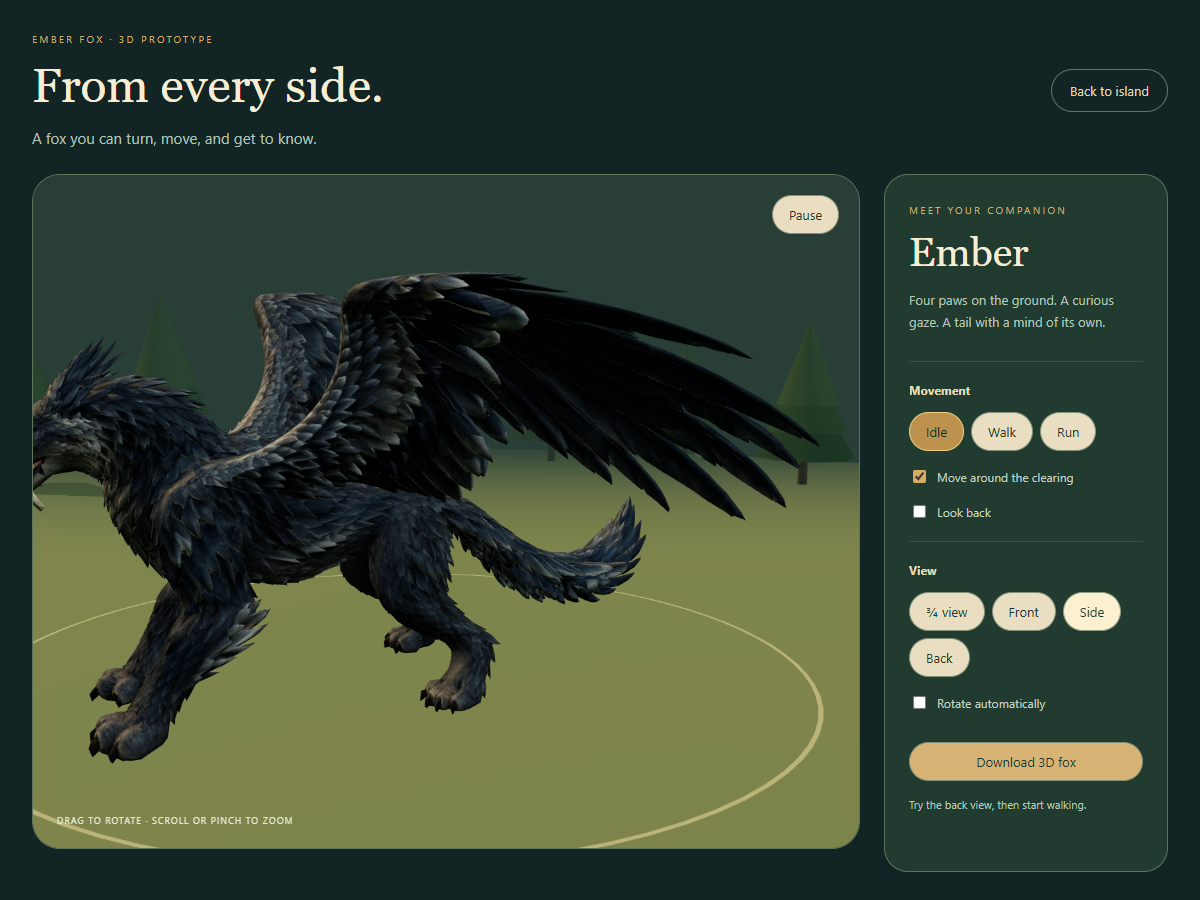 EMBER FOX · 3D PROTOTYPE
From every side.
A fox you can turn, move, and get to know.
Back to island
Pause
DRAG TO ROTATE · SCROLL OR PINCH TO ZOOM
MEET YOUR COMPANION
Ember
Four paws on the ground. A curious
gaze. A tail with a mind of its own.
Movement
Idle Walk Run
Move around the clearing
Look back
View
¾ view Front Side
Back
Rotate automatically
Download 3D fox
Try the back view, then start walking.